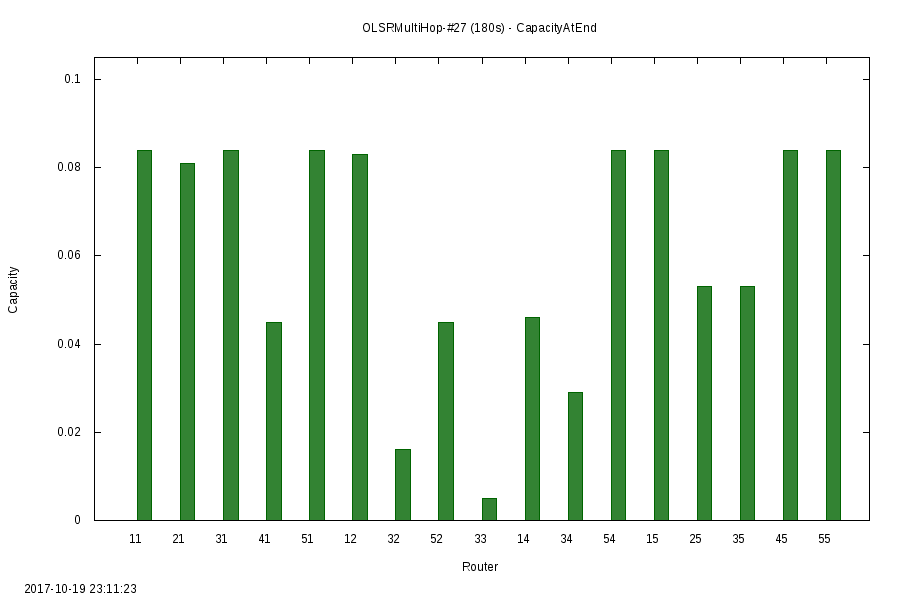 OLSRMultiHop-#27 (180s) - CapacityAtEnd
0.1
0.08
0.06
0.04
0.02
0
Capacity
11 21 31 41 51 12 32 52 33 14 34 54 15 25 35 45 55
Router
2017-10-19 23:11:23